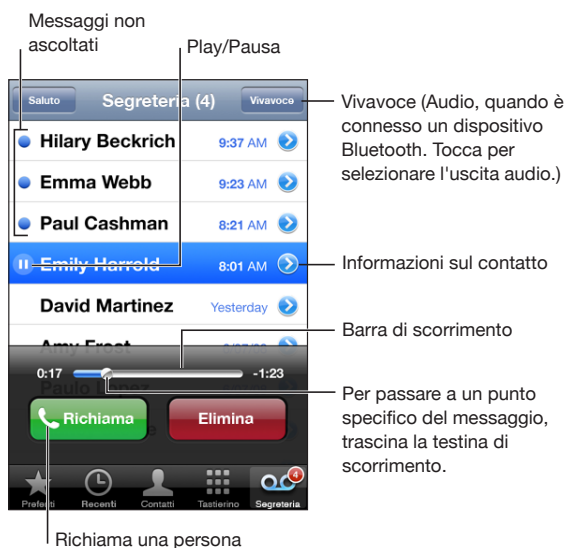 Messaggi non
ascoltati
Play/Pausa
Saluto
Segreteria (4)
Vivavoce
Vivavoce (Audio, quando è
connesso un dispositivo
Bluetooth. Tocca per
selezionare l'uscita audio.)
Hilary Beckrich 9:37 AM
Emma Webb 9:23 AM
Paul Cashman 8:21 AM
Emily Harrold 8:01 AM
Informazioni sul contatto
David Martinez Yesterday
Amy Frost
Barra di scorrimento
0:17 -1:23
Paulo Lopez
Per passare a un punto
specifico del messaggio,
trascina la testina di
scorrimento.
Richiama
Elimina
4
Preferiti
Recenti
Contatti
Tastierino
Segreteria
Richiama una persona